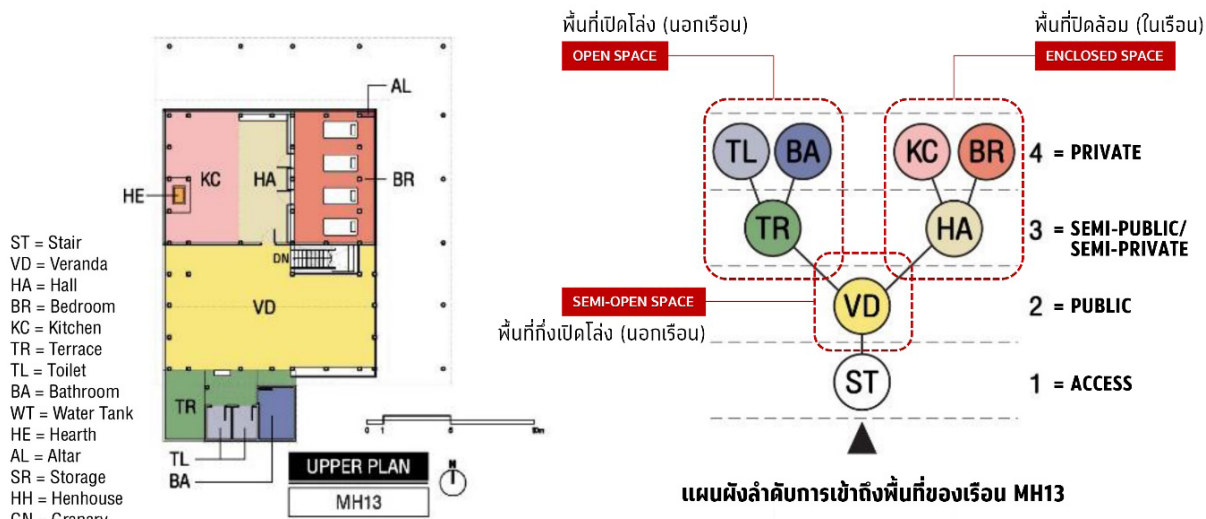 AL
KC
HA
BR
HE
DN
VD
TR
TL
BA
0 1 5 10m
UPPER PLAN
N
MH13
ST = Stair
VD = Veranda
HA = Hall
BR = Bedroom
KC = Kitchen
TR = Terrace
TL = Toilet
BA = Bathroom
WT = Water Tank
HE = Hearth
AL = Altar
SR = Storage
HH = Henhouse
GN = Granary
พื้นที่เปิดโล่ง (นอกเรือน)
OPEN SPACE
พื้นที่ปิดล้อม (ในเรือน)
ENCLOSED SPACE
TL BA KC BR 4 = PRIVATE
TR HA 3 = SEMI-PUBLIC/
SEMI-PRIVATE
SEMI-OPEN SPACE
พื้นที่กึ่งเปิดโล่ง (นอกเรือน)
VD 2 = PUBLIC
ST 1 = ACCESS
แผนผังลำดับการเข้าถึงพื้นที่ของเรือน MH13